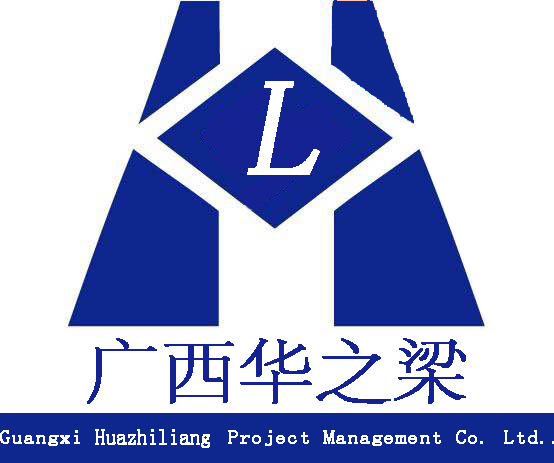 L
广西华之梁
Guangxi Huazhiliang Project Management Co. Ltd..